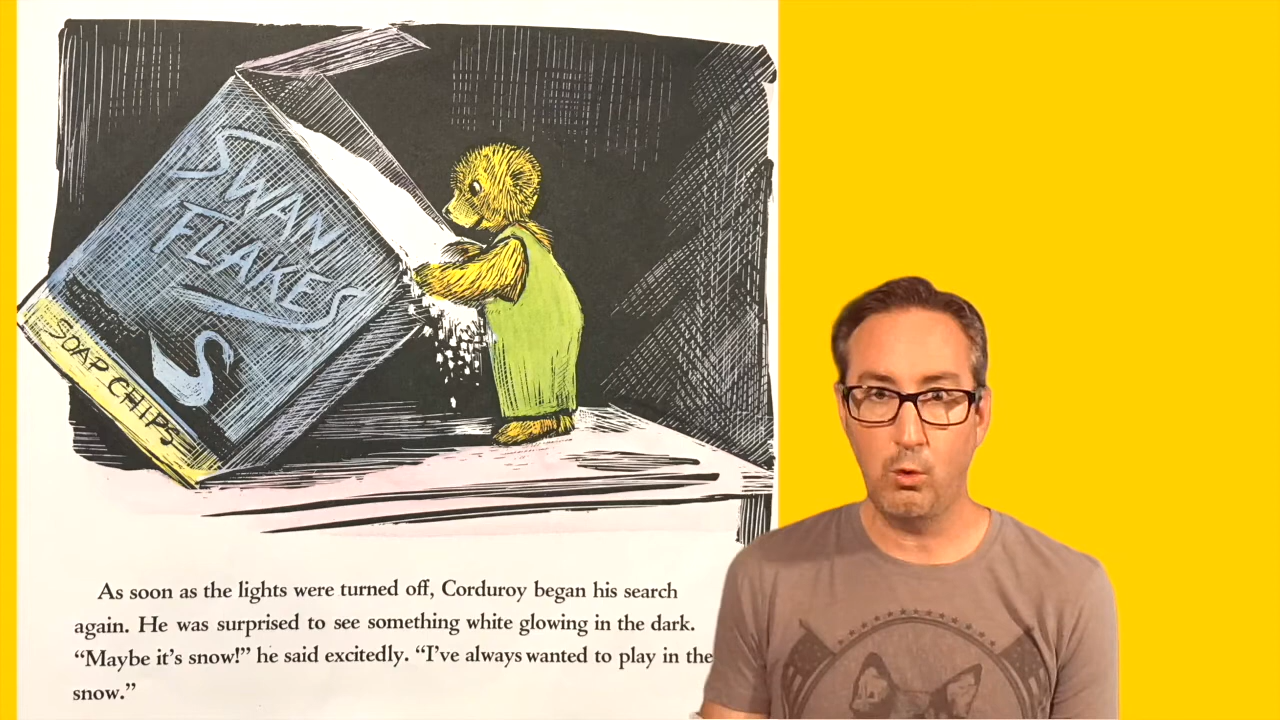 SWAN
FLAKES
SOAP CHIPS
As soon as the lights were turned off, Corduroy began his search
again. He was surprised to see something white glowing in the dark.
“Maybe it’s snow!” he said excitedly. “I’ve always wanted to play in the
snow.”